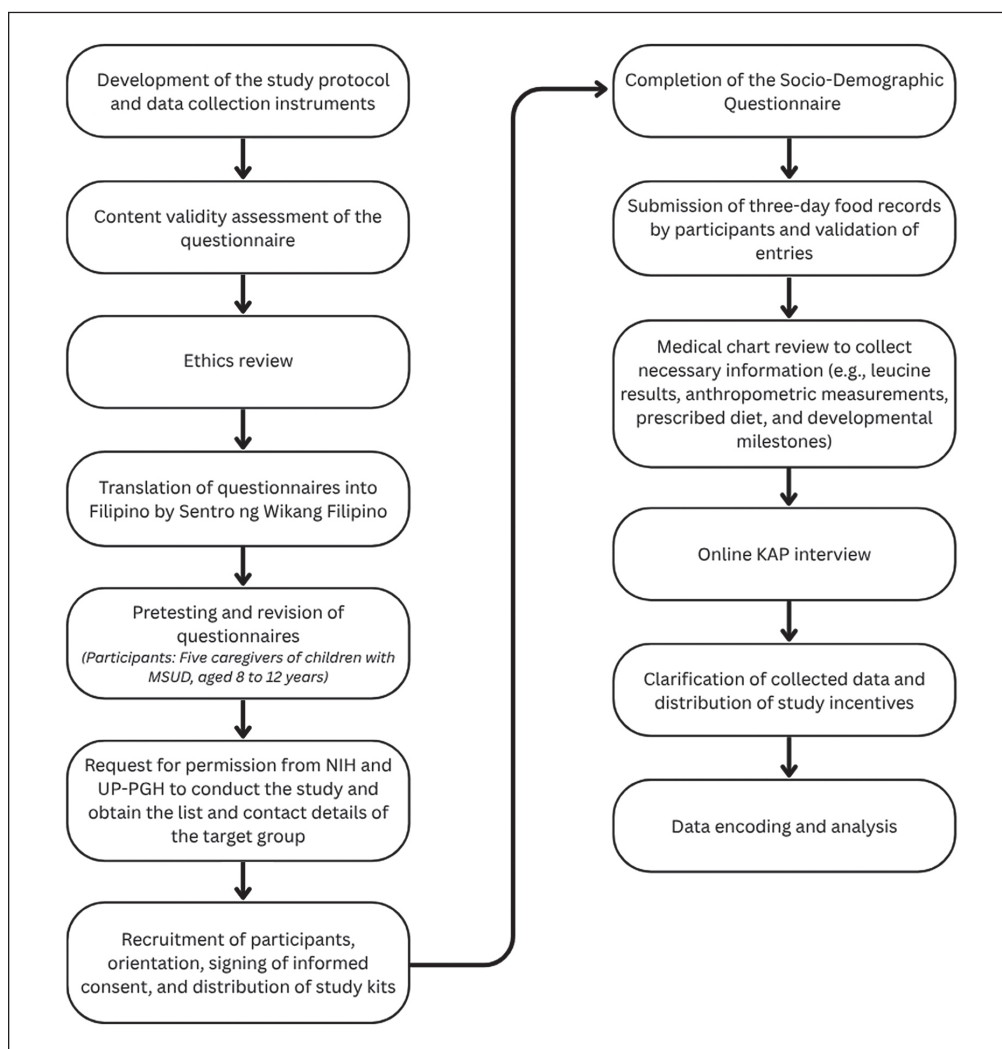 Development of the study protocol
and data collection instruments
Content validity assessment of the
questionnaire
Ethics review
Translation of questionnaires into
Filipino by Sentro ng Wikang Filipino
Pretesting and revision of
questionnaires
(Participants: Five caregivers of children with
MSUD, aged 8 to 12 years)
Request for permission from NIH and
UP-PGH to conduct the study and
obtain the list and contact details of
the target group
Recruitment of participants,
orientation, signing of informed
consent, and distribution of study kits
Completion of the Socio-Demographic
Questionnaire
Submission of three-day food records
by participants and validation of
entries
Medical chart review to collect
necessary information (e.g., leucine
results, anthropometric measurements,
prescribed diet, and developmental
milestones)
Online KAP interview
Clarification of collected data and
distribution of study incentives
Data encoding and analysis